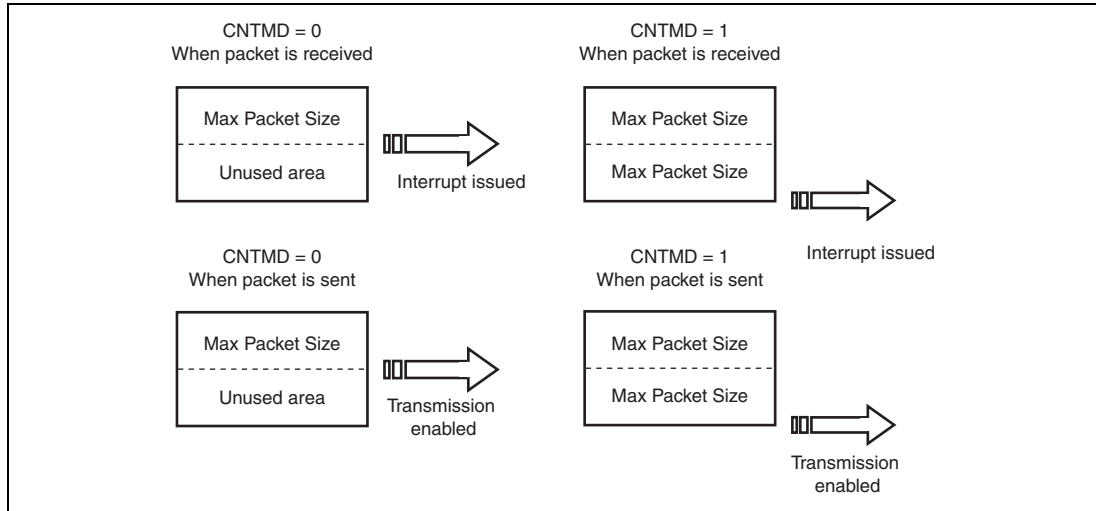 CNTMD = 0
When packet is received
Max Packet Size
Unused area
Interrupt issued
CNTMD = 1
When packet is received
Max Packet Size
Max Packet Size
Interrupt issued
CNTMD = 0
When packet is sent
Max Packet Size
Unused area
Transmission
enabled
CNTMD = 1
When packet is sent
Max Packet Size
Max Packet Size
Transmission
enabled